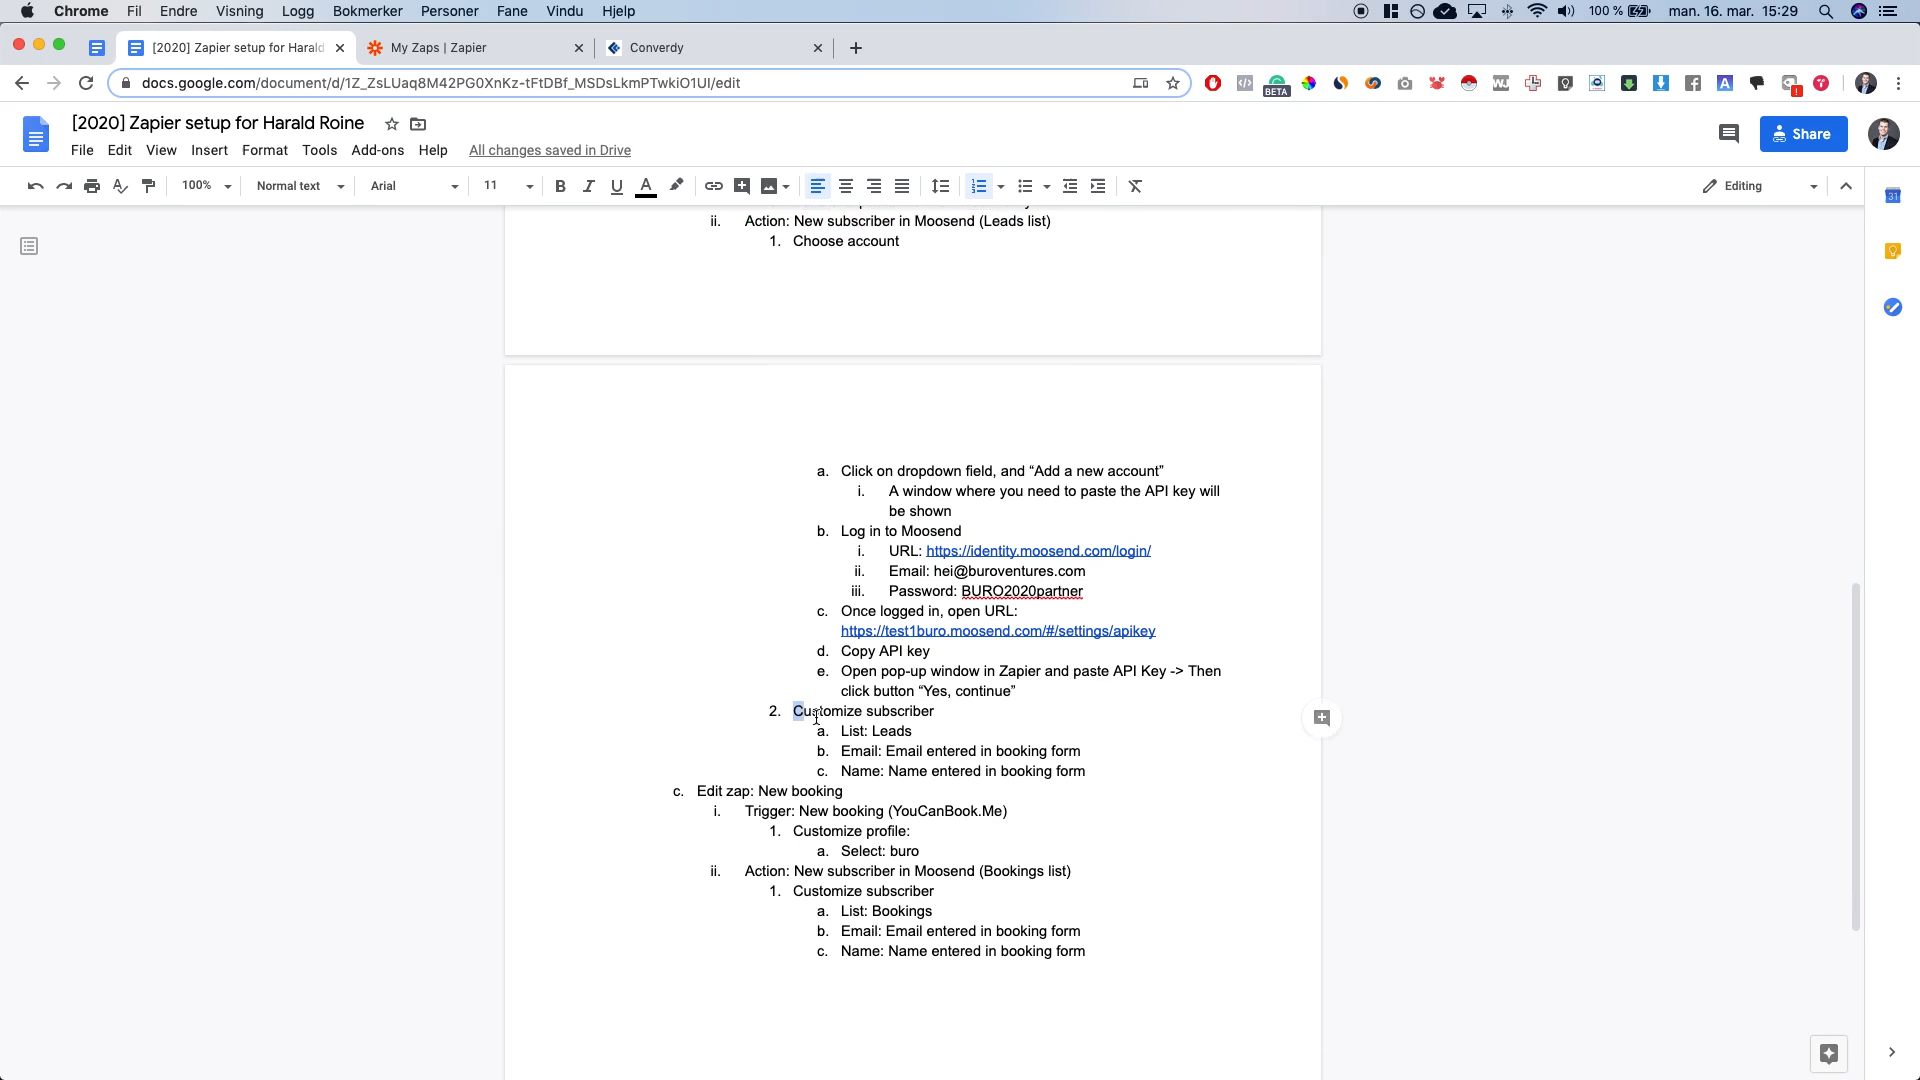 Chrome Fil Endre Visning Logg Bokmerker Personer Fane Vindu Hjelp 100 % man. 16. mar. 15:29
[2020] Zapier setup for Harald My Zaps | Zapier Converdy
docs.google.com/document/d/1Z_ZsLUaq8M42PG0XnKz-tFtDBf_MSDsLkmPTwkiO1UI/edit
BETA
[2020] Zapier setup for Harald Roine
Share
File Edit View Insert Format Tools Add-ons Help All changes saved in Drive
100% Normal text Arial 11 B I U A Editing
31
ii. Action: New subscriber in Moosend (Leads list)
1. Choose account
a. Click on dropdown field, and “Add a new account”
i. A window where you need to paste the API key will
be shown
b. Log in to Moosend
i. URL: https://identity.moosend.com/login/
ii. Email: hei@buroventures.com
iii. Password: BURO2020partner
c. Once logged in, open URL:
https://test1buro.moosend.com/#/settings/apikey
d. Copy API key
e. Open pop-up window in Zapier and paste API Key -> Then
click button “Yes, continue”
2. Customize subscriber
a. List: Leads
b. Email: Email entered in booking form
c. Name: Name entered in booking form
c. Edit zap: New booking
i. Trigger: New booking (YouCanBook.Me)
1. Customize profile:
a. Select: buro
ii. Action: New subscriber in Moosend (Bookings list)
1. Customize subscriber
a. List: Bookings
b. Email: Email entered in booking form
c. Name: Name entered in booking form